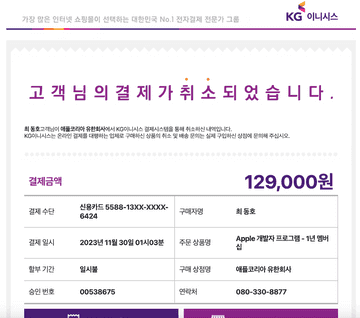 가장 많은 인터넷 쇼핑몰이 선택하는 대한민국 No.1 전자결제 전문가 그룹
KG 이니시스
고객님의 결제가 취소 되었습니다.
최 동호고객님이 애플코리아 유한회사에서 KG이니시스 결제시스템을 통해 취소하신 내역입니다.
KG이니시스는 온라인 결제를 대행하는 업체로 구매하신 상품의 취소 및 배송 문의는 실제 구입하신 상점에 문의해 주십시오.
결제금액 129,000원
결제 수단 신용카드 5588-13XX-XXXX-6424 구매자명 최 동호
결제 일시 2023년 11월 30일 01시03분 주문 상품명 Apple 개발자 프로그램 - 1년 멤버십
할부 기간 일시불 구매 상점명 애플코리아 유한회사
승인 번호 00538675 연락처 080-330-8877